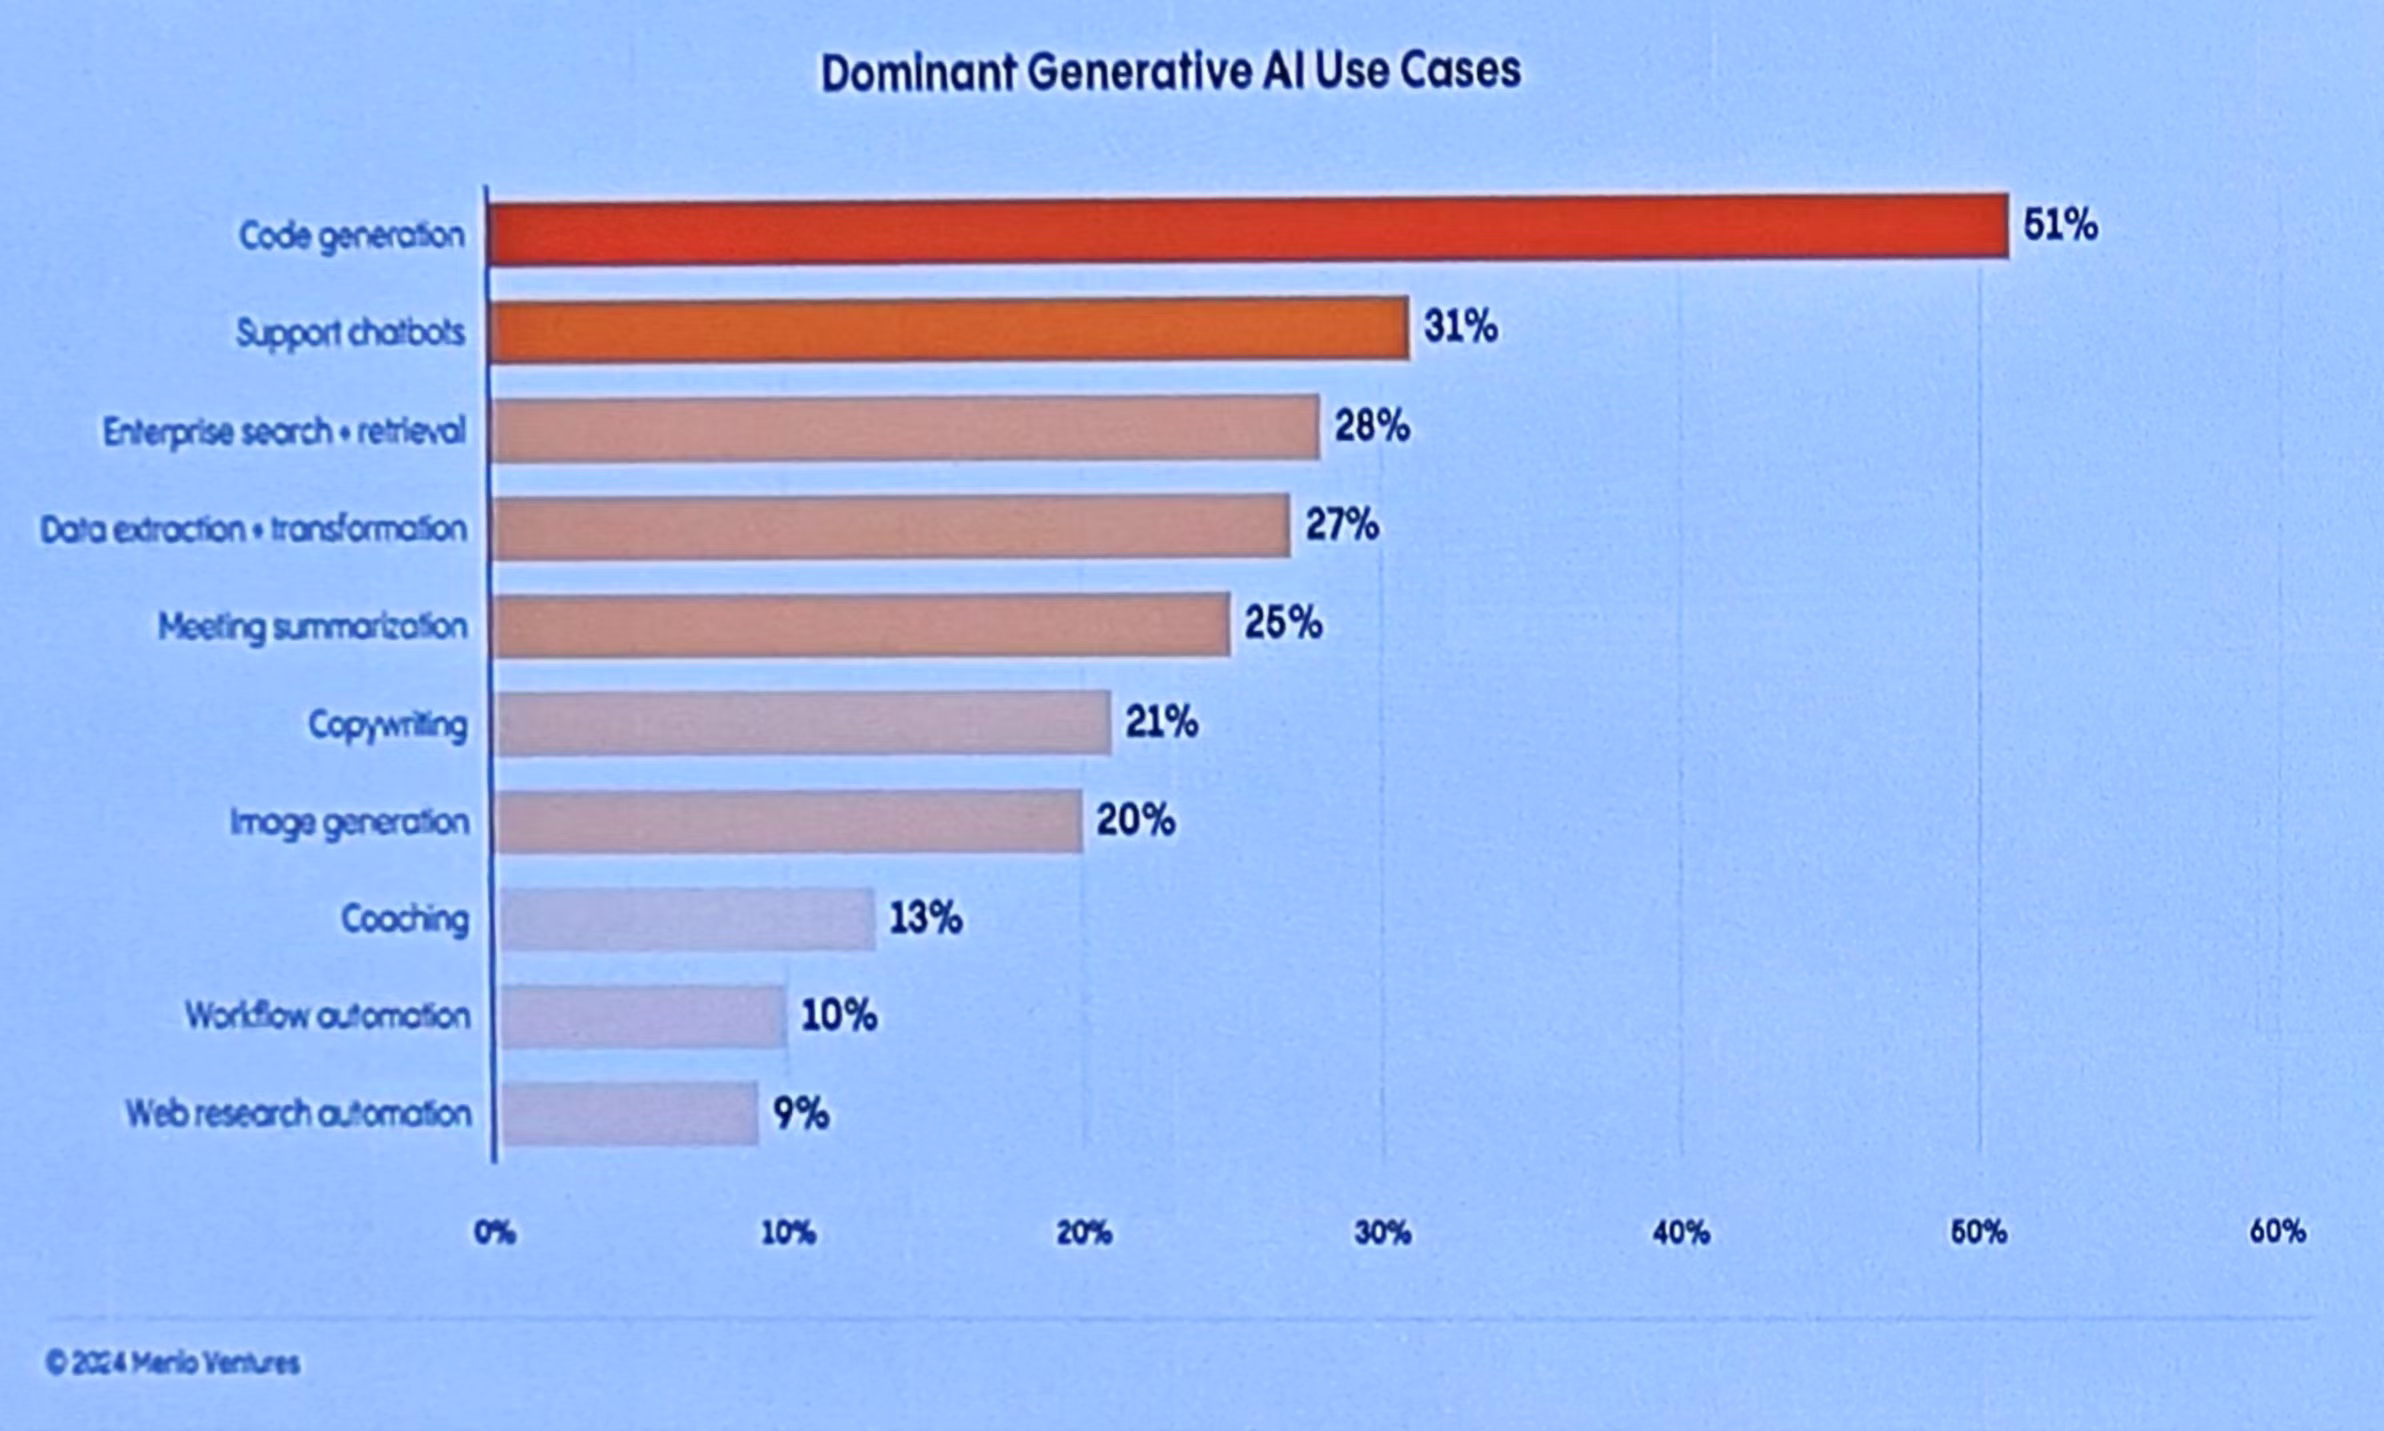 Dominant Generative AI Use Cases
Code generation 51%
Support chatbots 31%
Enterprise search + retrieval 28%
Data extraction + transformation 27%
Meeting summarization 25%
Copywriting 21%
Image generation 20%
Coaching 13%
Workflow automation 10%
Web research automation 9%
0% 10% 20% 30% 40% 50% 60%
© 2024 Menlo Ventures